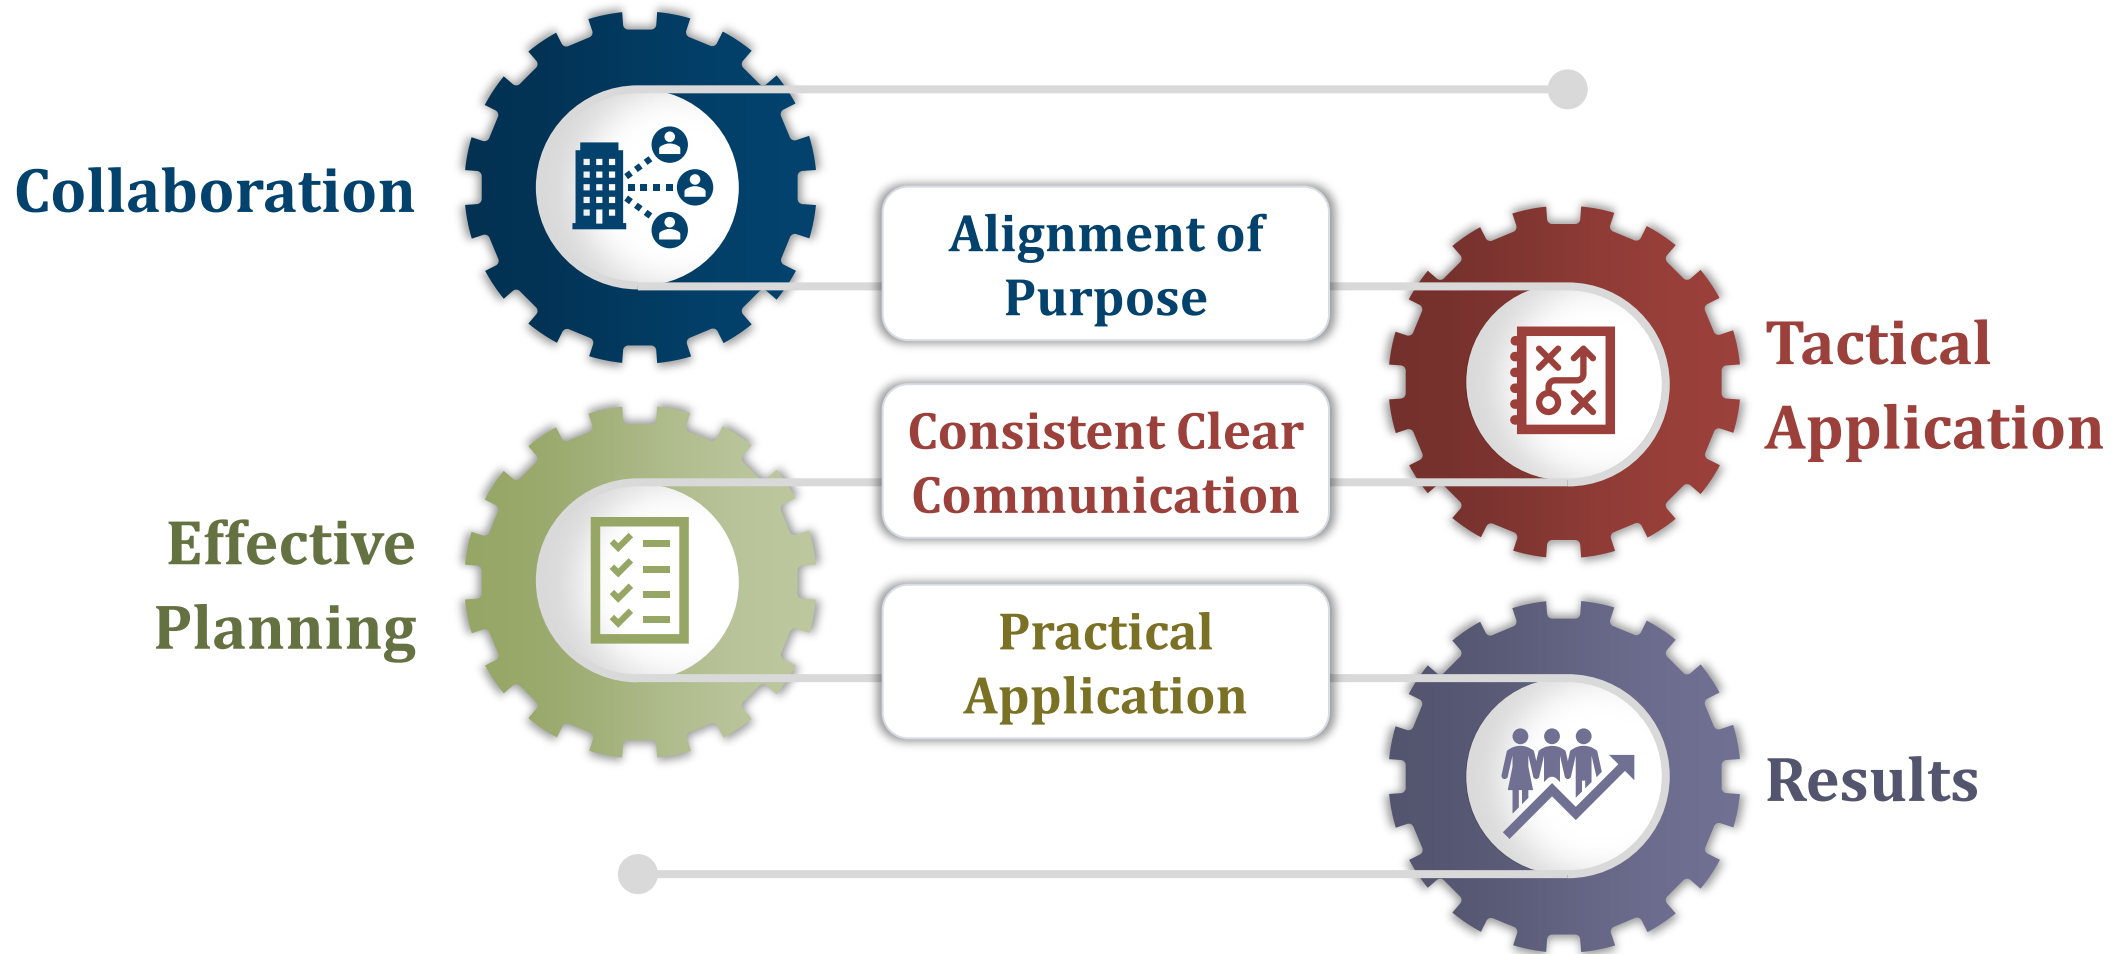 Collaboration
Alignment of
Purpose
Tactical
Application
Consistent Clear
Communication
Effective
Planning
Practical
Application
Results